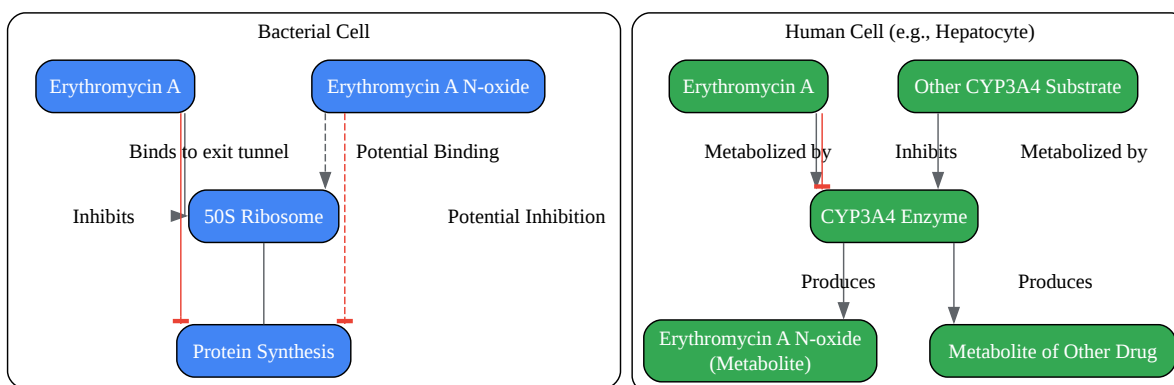 Bacterial Cell
Erythromycin A
Erythromycin A N-oxide
Binds to exit tunnel
Potential Binding
Inhibits
50S Ribosome
Potential Inhibition
Protein Synthesis
Human Cell (e.g., Hepatocyte)
Erythromycin A
Other CYP3A4 Substrate
Metabolized by
Inhibits
Metabolized by
CYP3A4 Enzyme
Produces
Produces
Erythromycin A N-oxide
(Metabolite)
Metabolite of Other Drug